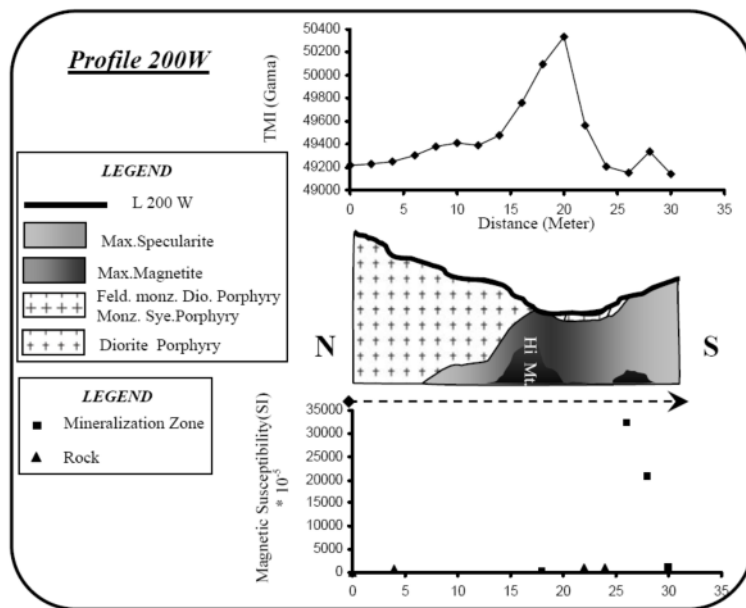 Profile 200W
LEGEND
L 200 W
Max.Specularite
Max.Magnetite
Feld. monz. Dio. Porphyry
Monz. Sye.Porphyry
Diorite Porphyry
LEGEND
Mineralization Zone
Rock
TMI (Gama)
50400
50200
50000
49800
49600
49400
49200
49000
0 5 10 15 20 25 30 35
Distance (Meter)
N
Hi Mt.
S
Magnetic Susceptibility(SI)
* 10⁻⁵
35000
30000
25000
20000
15000
10000
5000
0
0 5 10 15 20 25 30 35